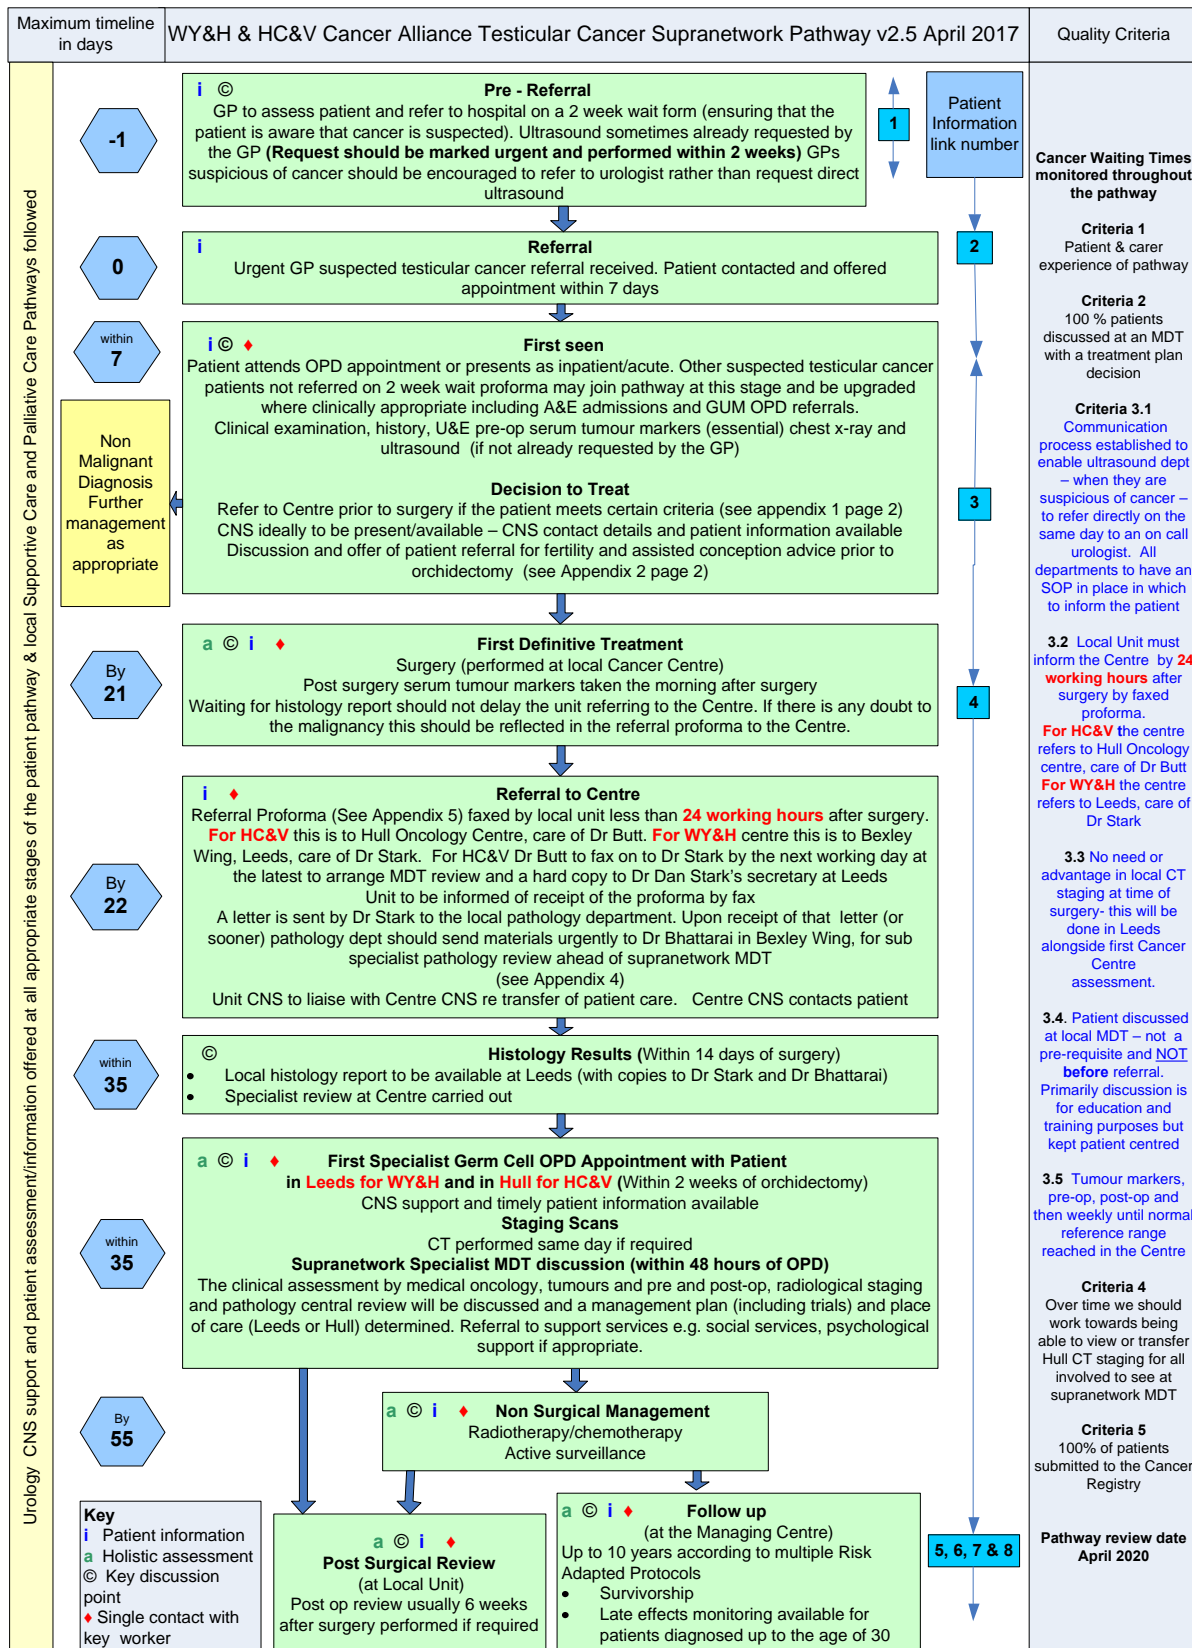 Maximum timeline
in days
WY&H & HC&V Cancer Alliance Testicular Cancer Supranetwork Pathway v2.5 April 2017
Quality Criteria
Urology  CNS support and patient assessment/information offered at all appropriate stages of the patient pathway & local Supportive Care and Palliative Care Pathways followed
-1
i ©
Pre - Referral
GP to assess patient and refer to hospital on a 2 week wait form (ensuring that the
patient is aware that cancer is suspected). Ultrasound sometimes already requested by
the GP (Request should be marked urgent and performed within 2 weeks) GPs
suspicious of cancer should be encouraged to refer to urologist rather than request direct
ultrasound
1
Patient
Information
link number
0
i
Referral
Urgent GP suspected testicular cancer referral received. Patient contacted and offered
appointment within 7 days
2
within
7
i © ♦
First seen
Patient attends OPD appointment or presents as inpatient/acute. Other suspected testicular cancer
patients not referred on 2 week wait proforma may join pathway at this stage and be upgraded
where clinically appropriate including A&E admissions and GUM OPD referrals.
Clinical examination, history, U&E pre-op serum tumour markers (essential) chest x-ray and
ultrasound  (if not already requested by the GP)
Decision to Treat
Refer to Centre prior to surgery if the patient meets certain criteria (see appendix 1 page 2)
CNS ideally to be present/available – CNS contact details and patient information available
Discussion and offer of patient referral for fertility and assisted conception advice prior to
orchidectomy  (see Appendix 2 page 2)
3
Non
Malignant
Diagnosis
Further
management
as
appropriate
By
21
a © i ♦
First Definitive Treatment
Surgery (performed at local Cancer Centre)
Post surgery serum tumour markers taken the morning after surgery
Waiting for histology report should not delay the unit referring to the Centre. If there is any doubt to
the malignancy this should be reflected in the referral proforma to the Centre.
4
By
22
i ♦
Referral to Centre
Referral Proforma (See Appendix 5) faxed by local unit less than 24 working hours after surgery.
For HC&V this is to Hull Oncology Centre, care of Dr Butt. For WY&H centre this is to Bexley
Wing, Leeds, care of Dr Stark.  For HC&V Dr Butt to fax on to Dr Stark by the next working day at
the latest to arrange MDT review and a hard copy to Dr Dan Stark's secretary at Leeds
Unit to be informed of receipt of the proforma by fax
A letter is sent by Dr Stark to the local pathology department. Upon receipt of that  letter (or
sooner) pathology dept should send materials urgently to Dr Bhattarai in Bexley Wing, for sub
specialist pathology review ahead of supranetwork MDT
(see Appendix 4)
Unit CNS to liaise with Centre CNS re transfer of patient care.   Centre CNS contacts patient
within
35
©
Histology Results (Within 14 days of surgery)
• Local histology report to be available at Leeds (with copies to Dr Stark and Dr Bhattarai)
• Specialist review at Centre carried out
within
35
a © i ♦
First Specialist Germ Cell OPD Appointment with Patient
in Leeds for WY&H and in Hull for HC&V (Within 2 weeks of orchidectomy)
CNS support and timely patient information available
Staging Scans
CT performed same day if required
Supranetwork Specialist MDT discussion (within 48 hours of OPD)
The clinical assessment by medical oncology, tumours and pre and post-op, radiological staging
and pathology central review will be discussed and a management plan (including trials) and place
of care (Leeds or Hull) determined. Referral to support services e.g. social services, psychological
support if appropriate.
By
55
a © i ♦ Non Surgical Management
Radiotherapy/chemotherapy
Active surveillance
Key
i Patient information
a Holistic assessment
© Key discussion
point
♦ Single contact with
key  worker
a © i ♦
Post Surgical Review
(at Local Unit)
Post op review usually 6 weeks
after surgery performed if required
a © i ♦ Follow up
(at the Managing Centre)
Up to 10 years according to multiple Risk
Adapted Protocols
• Survivorship
• Late effects monitoring available for
patients diagnosed up to the age of 30
5, 6, 7 & 8
Cancer Waiting Times
monitored throughout
the pathway
Criteria 1
Patient & carer
experience of pathway
Criteria 2
100 % patients
discussed at an MDT
with a treatment plan
decision
Criteria 3.1
Communication
process established to
enable ultrasound dept
– when they are
suspicious of cancer –
to refer directly on the
same day to an on call
urologist.  All
departments to have an
SOP in place in which
to inform the patient
3.2  Local Unit must
inform the Centre  by 24
working hours after
surgery by faxed
proforma.
For HC&V the centre
refers to Hull Oncology
centre, care of Dr Butt
For WY&H the centre
refers to Leeds, care of
Dr Stark
3.3 No need or
advantage in local CT
staging at time of
surgery- this will be
done in Leeds
alongside first Cancer
Centre
assessment.
3.4. Patient discussed
at local MDT – not  a
pre-requisite and NOT
before referral.
Primarily discussion is
for education and
training purposes but
kept patient centred
3.5  Tumour markers,
pre-op, post-op and
then weekly until normal
reference range
reached in the Centre
Criteria 4
Over time we should
work towards being
able to view or transfer
Hull CT staging for all
involved to see at
supranetwork MDT
Criteria 5
100% of patients
submitted to the Cancer
Registry
Pathway review date
April 2020